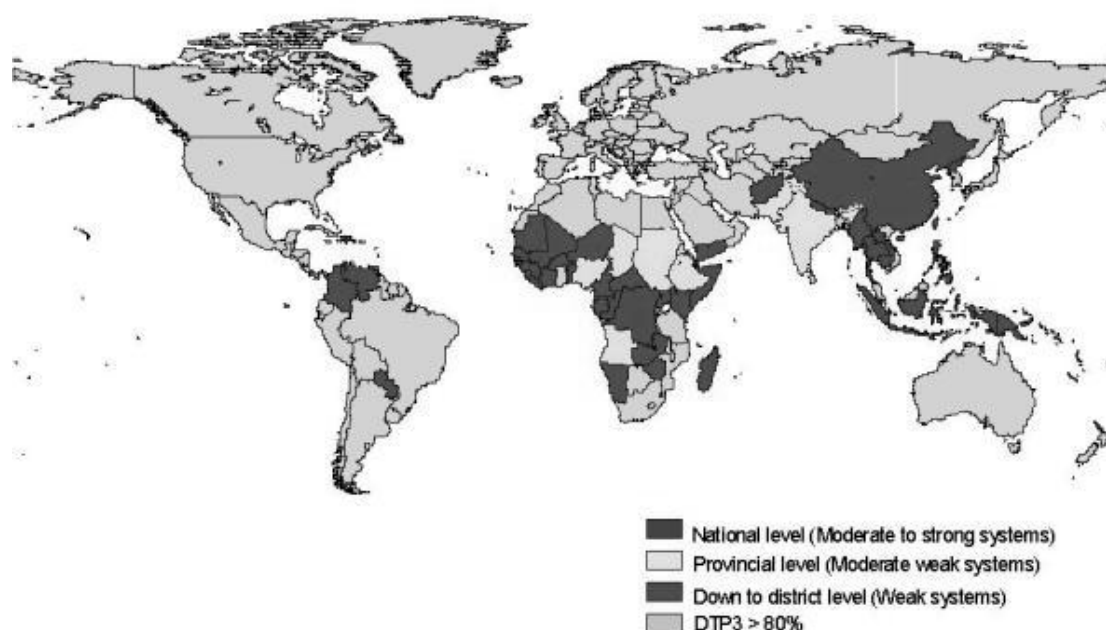 National level (Moderate to strong systems)
Provincial level (Moderate weak systems)
Down to district level (Weak systems)
DTP3 > 80%